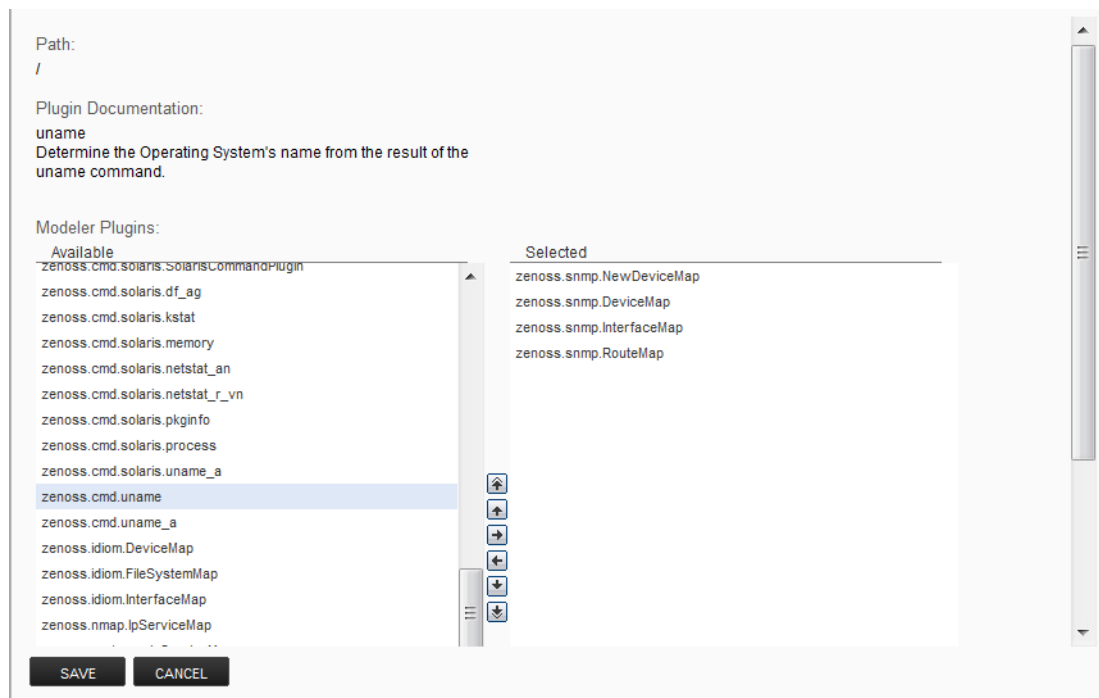 Path:
/
Plugin Documentation:
uname
Determine the Operating System's name from the result of the
uname command.
Modeler Plugins:
Available
zenoss.cmd.solaris.SolarisCommandPlugin
zenoss.cmd.solaris.df_ag
zenoss.cmd.solaris.kstat
zenoss.cmd.solaris.memory
zenoss.cmd.solaris.netstat_an
zenoss.cmd.solaris.netstat_r_vn
zenoss.cmd.solaris.pkginfo
zenoss.cmd.solaris.process
zenoss.cmd.solaris.uname_a
zenoss.cmd.uname
zenoss.cmd.uname_a
zenoss.idiom.DeviceMap
zenoss.idiom.FileSystemMap
zenoss.idiom.InterfaceMap
zenoss.nmap.IpServiceMap
Selected
zenoss.snmp.NewDeviceMap
zenoss.snmp.DeviceMap
zenoss.snmp.InterfaceMap
zenoss.snmp.RouteMap
SAVE
CANCEL